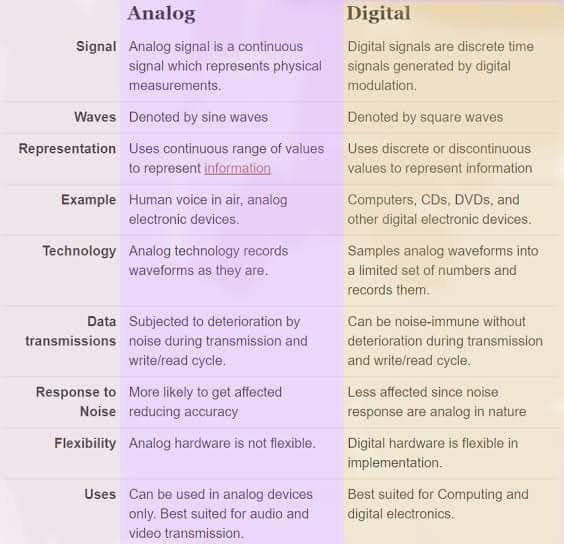 Analog Digital
Signal Analog signal is a continuous Digital signals are discrete time
signal which represents physical signals generated by digital
measurements. modulation.
Waves Denoted by sine waves Denoted by square waves
Representation Uses continuous range of values Uses discrete or discontinuous
to represent information values to represent information
Example Human voice in air, analog Computers, CDs, DVDs, and
electronic devices. other digital electronic devices.
Technology Analog technology records Samples analog waveforms into
waveforms as they are. a limited set of numbers and
records them.
Data Subjected to deterioration by Can be noise-immune without
transmissions noise during transmission and deterioration during transmission
write/read cycle. and write/read cycle.
Response to More likely to get affected Less affected since noise
Noise reducing accuracy response are analog in nature
Flexibility Analog hardware is not flexible. Digital hardware is flexible in
implementation.
Uses Can be used in analog devices Best suited for Computing and
only. Best suited for audio and digital electronics.
video transmission.